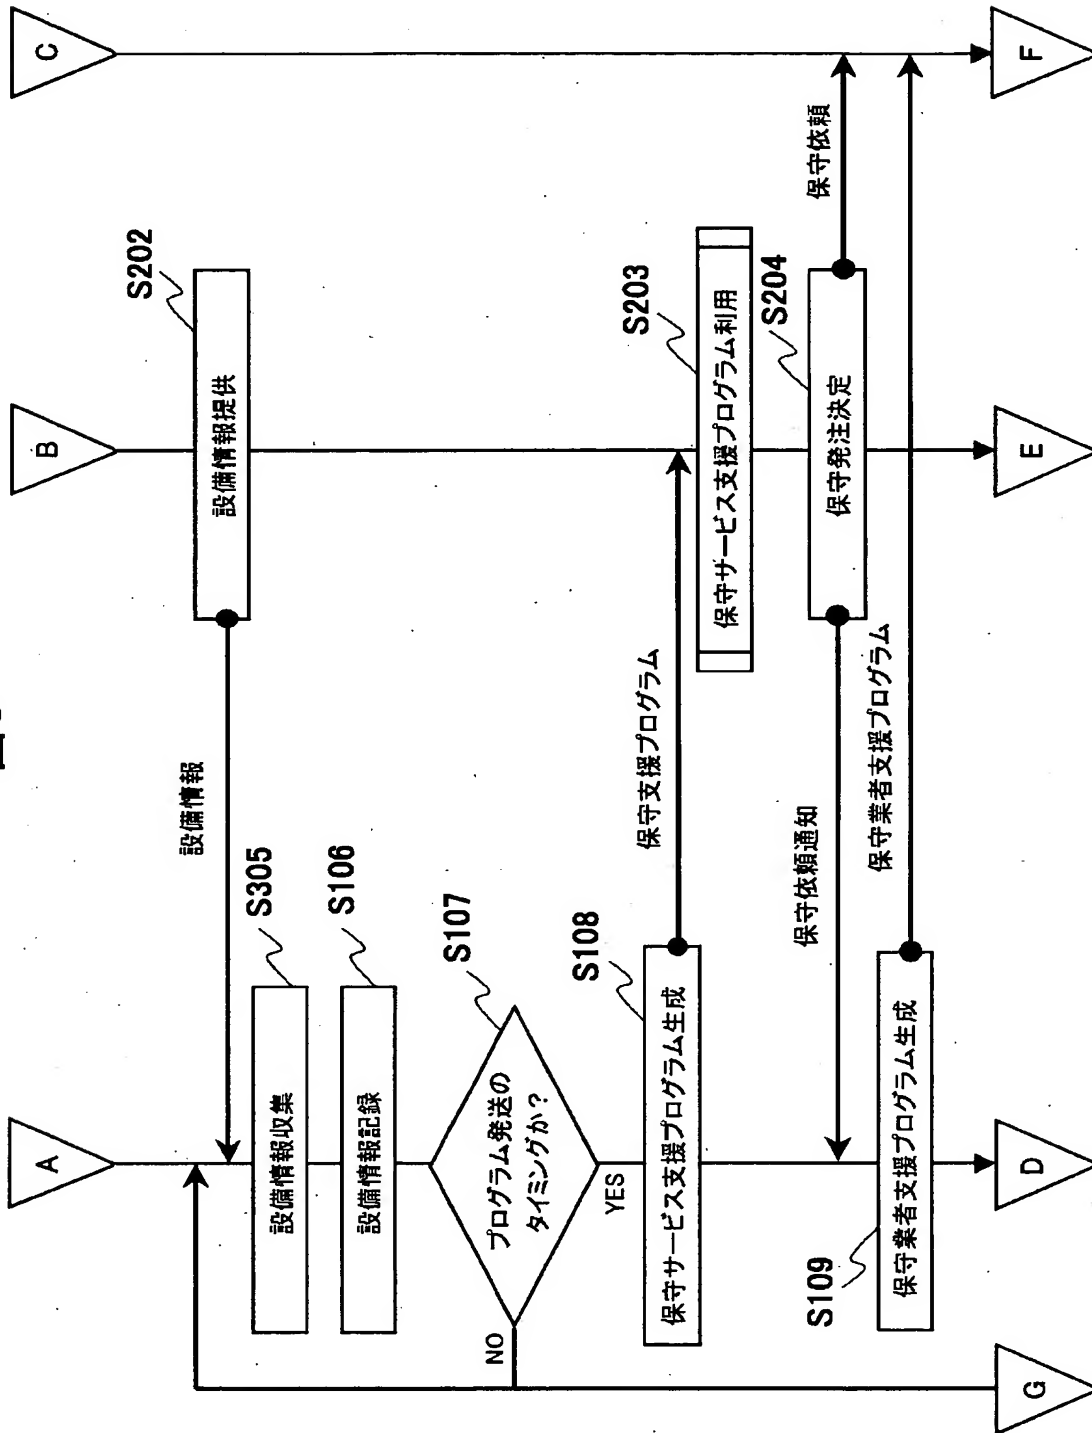 A
B
C
設備情報提供
S202
設備情報
設備情報収集
S305
設備情報記録
S106
プログラム発送の
タイミングか?
S107
NO
YES
保守サービス支援プログラム生成
S108
保守支援プログラム
保守サービス支援プログラム利用
S203
保守発注決定
S204
保守依頼
保守依頼通知
保守業者支援プログラム生成
S109
保守業者支援プログラム
G
D
E
F